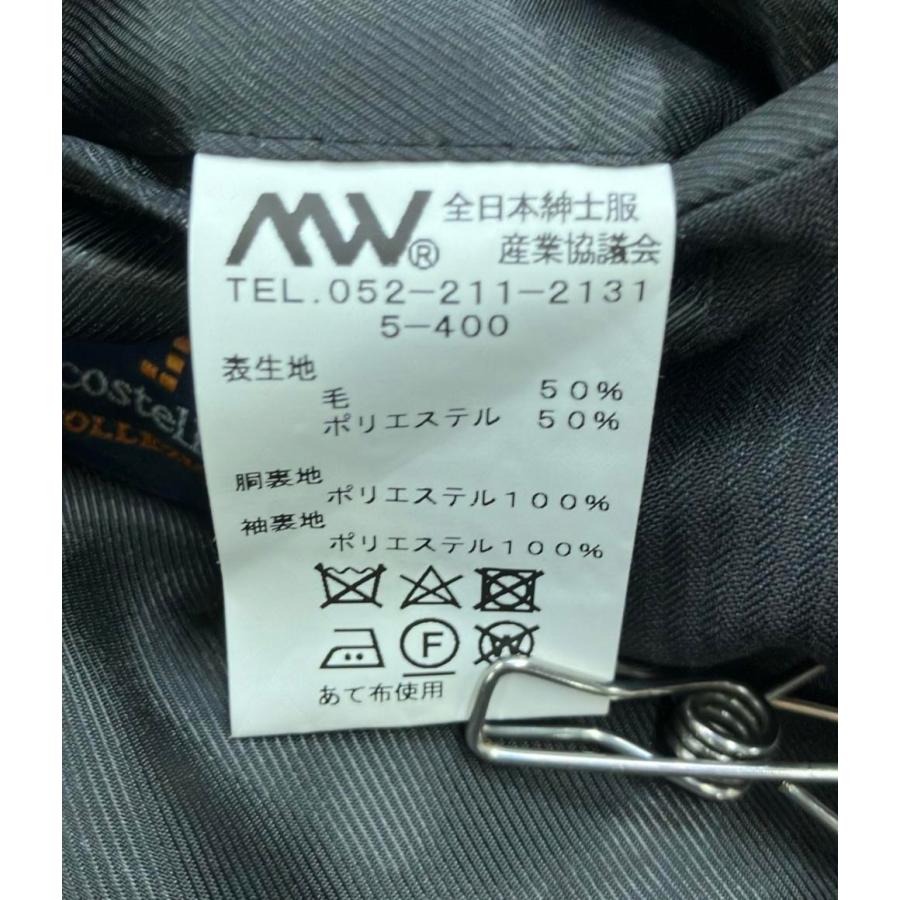 MW® 全日本紳士服
産業協議会
TEL.052-211-2131
5-400
表生地
毛 50%
ポリエステル 50%
胴裏地
ポリエステル100%
袖裏地
ポリエステル100%
F
W
あて布使用